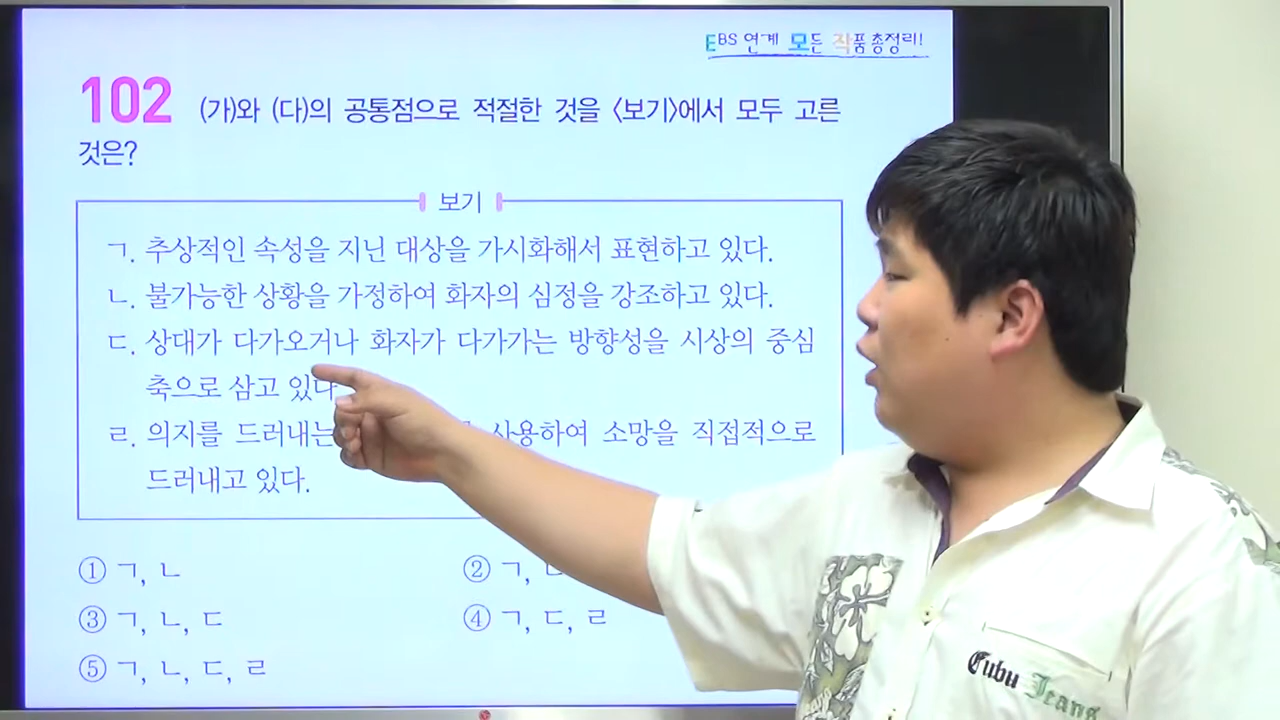 EBS 연계 모든 작품 총정리!
102 (가)와 (다)의 공통점으로 적절한 것을 <보기>에서 모두 고른
것은?
보기
ㄱ. 추상적인 속성을 지닌 대상을 가시화해서 표현하고 있다.
ㄴ. 불가능한 상황을 가정하여 화자의 심정을 강조하고 있다.
ㄷ. 상대가 다가오거나 화자가 다가가는 방향성을 시상의 중심
축으로 삼고 있다
ㄹ. 의지를 드러내는 사용하여 소망을 직접적으로
드러내고 있다.
① ㄱ, ㄴ
② ㄱ,
③ ㄱ, ㄴ, ㄷ
④ ㄱ, ㄷ, ㄹ
⑤ ㄱ, ㄴ, ㄷ, ㄹ
Cubu Jeans